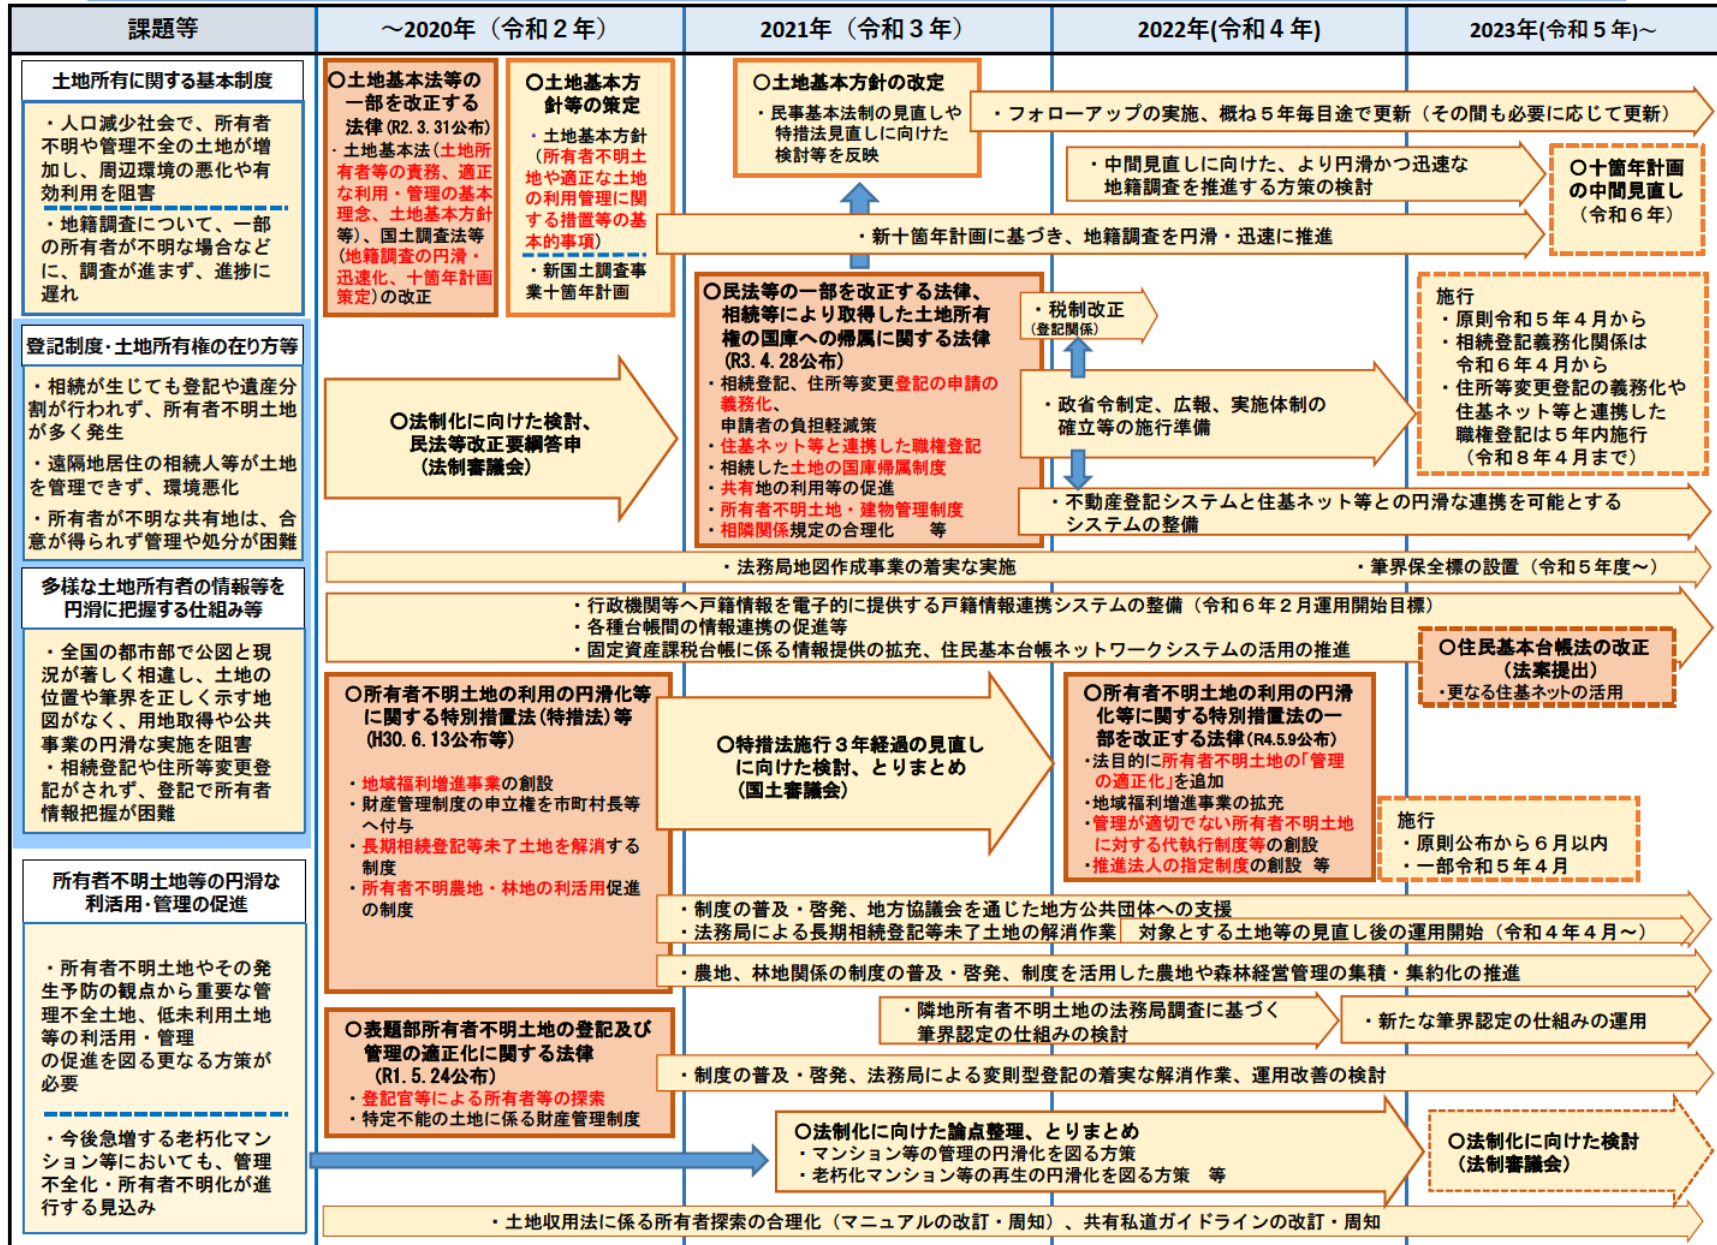 課題等
～2020年（令和２年）
2021年（令和３年）
2022年(令和４年)
2023年(令和５年)～
土地所有に関する基本制度
・人口減少社会で、所有者
不明や管理不全の土地が増
加し、周辺環境の悪化や有
効利用を阻害
・地籍調査について、一部
の所有者が不明な場合など
に、調査が進まず、進捗に
遅れ
〇土地基本法等の
一部を改正する
法律(R2.3.31公布)
・土地基本法（土地所
有者等の責務、適正
な利用・管理の基本
理念、土地基本方針
等）、国土調査法等
（地籍調査の円滑・
迅速化、十箇年計画
策定）の改正
〇土地基本方
針等の策定
・土地基本方針
（所有者不明土
地や適正な土地
の利用管理に関
する措置等の基
本的事項）
・新国土調査事
業十箇年計画
〇土地基本方針の改定
・民事基本法制の見直しや
特措法見直しに向けた
検討等を反映
・フォローアップの実施、概ね５年毎目途で更新（その間も必要に応じて更新）
・中間見直しに向けた、より円滑かつ迅速な
地籍調査を推進する方策の検討
〇十箇年計画
の中間見直し
（令和６年）
・新十箇年計画に基づき、地籍調査を円滑・迅速に推進
登記制度・土地所有権の在り方等
・相続が生じても登記や遺産分
割が行われず、所有者不明土地
が多く発生
・遠隔地居住の相続人等が土地
を管理できず、環境悪化
・所有者が不明な共有地は、合
意が得られず管理や処分が困難
〇法制化に向けた検討、
民法等改正要綱答申
（法制審議会）
〇民法等の一部を改正する法律、
相続等により取得した土地所有
権の国庫への帰属に関する法律
(R3.4.28公布)
・相続登記、住所等変更登記の申請の
義務化、
申請者の負担軽減策
・住基ネット等と連携した職権登記
・相続した土地の国庫帰属制度
・共有地の利用等の促進
・所有者不明土地・建物管理制度
・相隣関係規定の合理化　等
・税制改正
（登記関係）
・政省令制定、広報、実施体制の
確立等の施行準備
・不動産登記システムと住基ネット等との円滑な連携を可能とする
システムの整備
施行
・原則令和５年４月から
・相続登記義務化関係は
令和６年４月から
・住所等変更登記の義務化や
住基ネット等と連携した
職権登記は５年内施行
（令和８年４月まで）
・法務局地図作成事業の着実な実施
・筆界保全標の設置（令和５年度～）
多様な土地所有者の情報等を
円滑に把握する仕組み等
・全国の都市部で公図と現
況が著しく相違し、土地の
位置や筆界を正しく示す地
図がなく、用地取得や公共
事業の円滑な実施を阻害
・相続登記や住所等変更登
記がされず、登記で所有者
情報把握が困難
・行政機関等へ戸籍情報を電子的に提供する戸籍情報連携システムの整備（令和６年２月運用開始目標）
・各種台帳間の情報連携の促進等
・固定資産課税台帳に係る情報提供の拡充、住民基本台帳ネットワークシステムの活用の推進
〇住民基本台帳法の改正
（法案提出）
・更なる住基ネットの活用
〇所有者不明土地の利用の円滑化等
に関する特別措置法（特措法）等
(H30.6.13公布等)
・地域福利増進事業の創設
・財産管理制度の申立権を市町村長等
へ付与
・長期相続登記等未了土地を解消する
制度
・所有者不明農地・林地の利活用促進
の制度
〇特措法施行３年経過の見直し
に向けた検討、とりまとめ
（国土審議会）
〇所有者不明土地の利用の円滑
化等に関する特別措置法の一
部を改正する法律(R4.5.9公布)
・法目的に所有者不明土地の「管理
の適正化」を追加
・地域福利増進事業の拡充
・管理が適切でない所有者不明土地
に対する代執行制度等の創設
・推進法人の指定制度の創設 等
施行
・原則公布から６月以内
・一部令和５年４月
所有者不明土地等の円滑な
利活用・管理の促進
・所有者不明土地やその発
生予防の観点から重要な管
理不全土地、低未利用土地
等の利活用・管理
の促進を図る更なる方策が
必要
・今後急増する老朽化マン
ション等においても、管理
不全化・所有者不明化が進
行する見込み
・制度の普及・啓発、地方協議会を通じた地方公共団体への支援
・法務局による長期相続登記等未了土地の解消作業
対象とする土地等の見直し後の運用開始（令和４年４月～）
・農地、林地関係の制度の普及・啓発、制度を活用した農地や森林経営管理の集積・集約化の推進
・隣地所有者不明土地の法務局調査に基づく
筆界認定の仕組みの検討
・新たな筆界認定の仕組みの運用
〇表題部所有者不明土地の登記及び
管理の適正化に関する法律
(R1.5.24公布)
・登記官等による所有者等の探索
・特定不能の土地に係る財産管理制度
・制度の普及・啓発、法務局による変則型登記の着実な解消作業、運用改善の検討
〇法制化に向けた論点整理、とりまとめ
・マンション等の管理の円滑化を図る方策
・老朽化マンション等の再生の円滑化を図る方策　等
〇法制化に向けた検討
（法制審議会）
・土地収用法に係る所有者探索の合理化（マニュアルの改訂・周知）、共有私道ガイドラインの改訂・周知